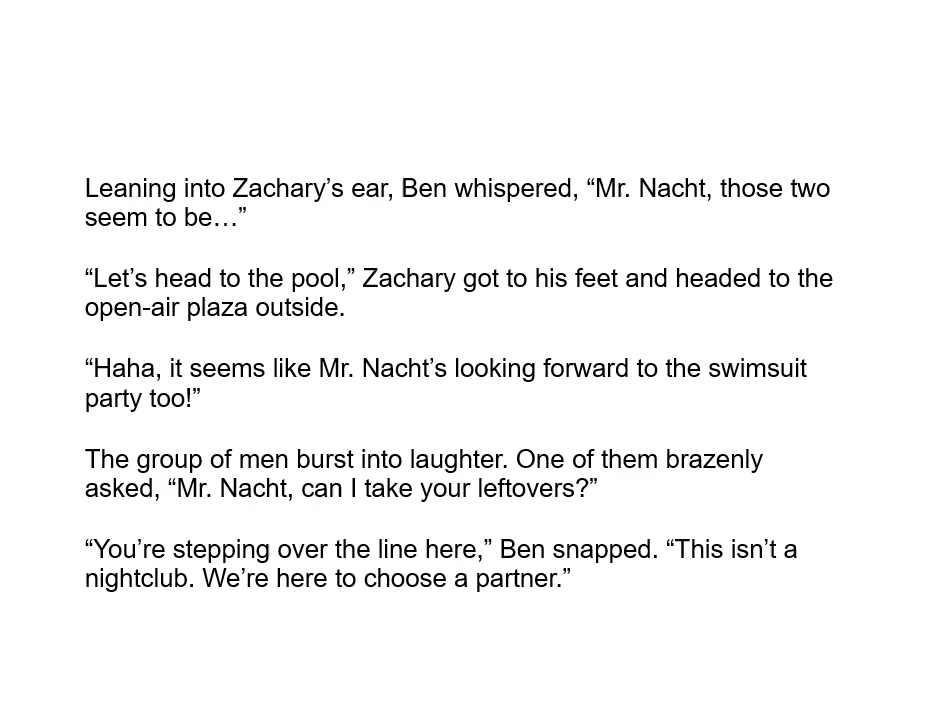 Leaning into Zachary’s ear, Ben whispered, “Mr. Nacht, those two
seem to be…”
“Let’s head to the pool,” Zachary got to his feet and headed to the
open-air plaza outside.
“Haha, it seems like Mr. Nacht’s looking forward to the swimsuit
party too!”
The group of men burst into laughter. One of them brazenly
asked, “Mr. Nacht, can I take your leftovers?”
“You’re stepping over the line here,” Ben snapped. “This isn’t a
nightclub. We’re here to choose a partner.”